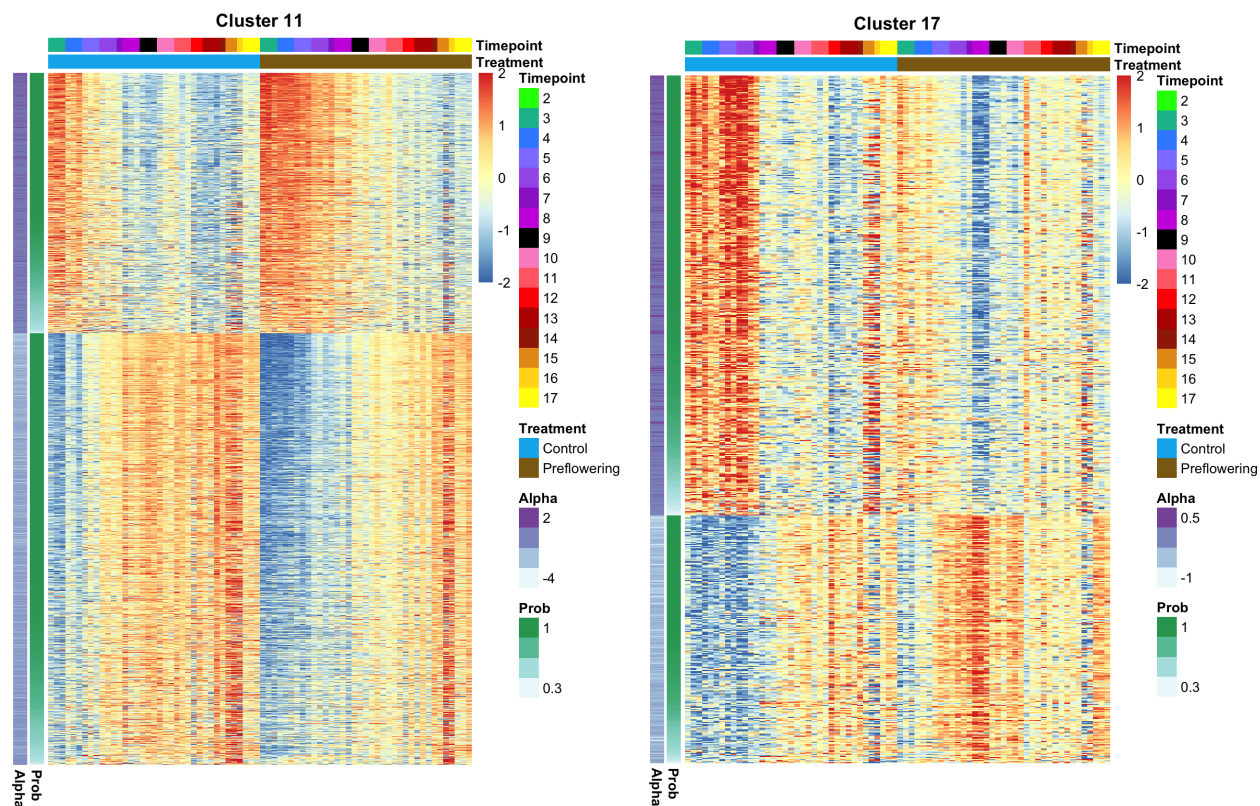 Cluster 11
Timepoint
Treatment
2
1
0
-1
-2
Timepoint
2
3
4
5
6
7
8
9
10
11
12
13
14
15
16
17
Treatment
Control
Preflowering
Alpha
2
-4
Prob
1
0.3
Prob
Alpha
Cluster 17
Timepoint
Treatment
2
1
0
-1
-2
Timepoint
2
3
4
5
6
7
8
9
10
11
12
13
14
15
16
17
Treatment
Control
Preflowering
Alpha
0.5
-1
Prob
1
0.3
Prob
Alpha